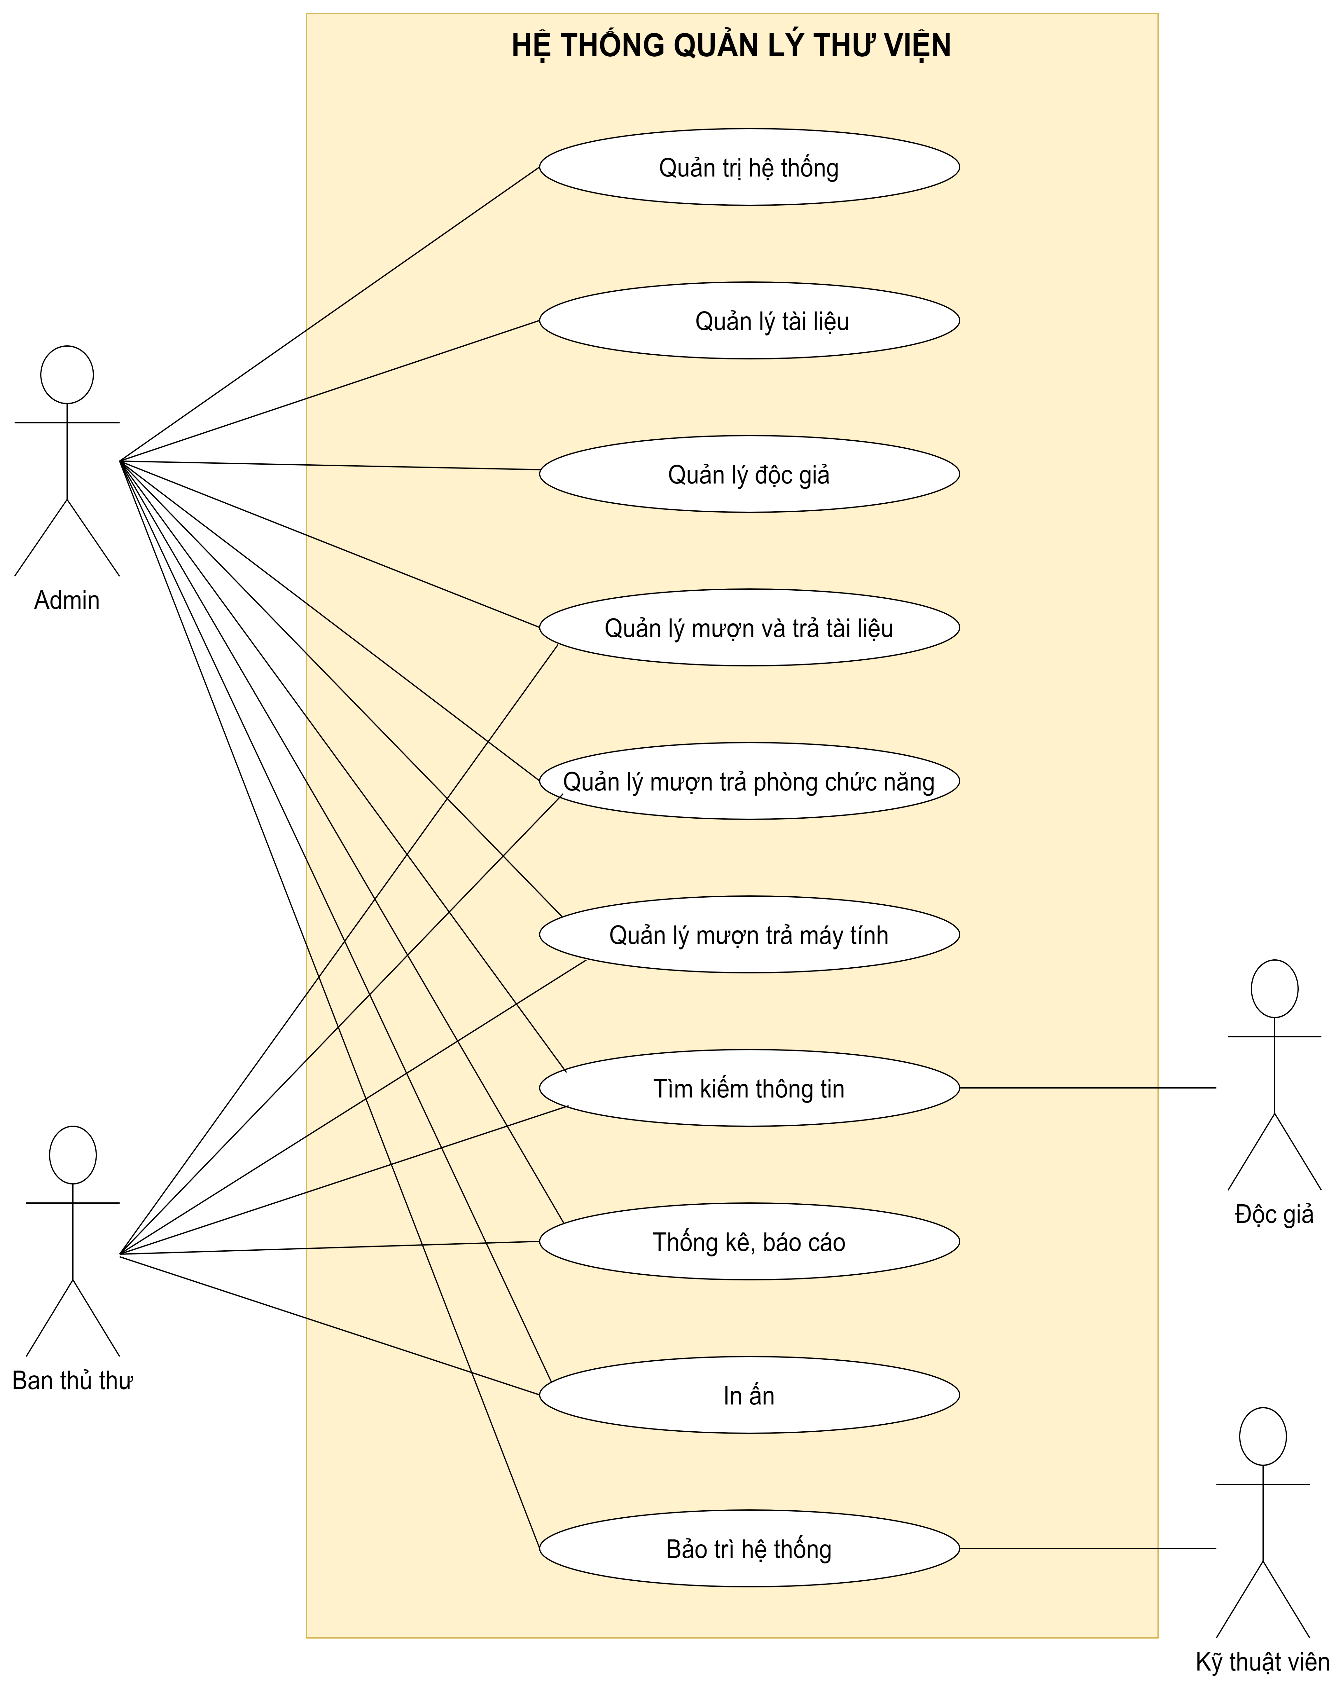 HỆ THỐNG QUẢN LÝ THƯ VIỆN
Quản trị hệ thống
Quản lý tài liệu
Quản lý độc giả
Admin
Quản lý mượn và trả tài liệu
Quản lý mượn trả phòng chức năng
Quản lý mượn trả máy tính
Tìm kiếm thông tin
Độc giả
Thống kê, báo cáo
Ban thủ thư
In ấn
Bảo trì hệ thống
Kỹ thuật viên